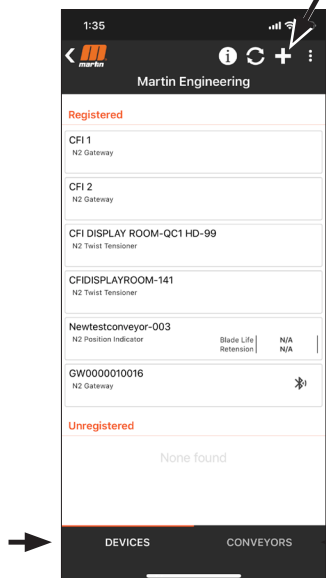 1:35
martin
Martin Engineering
Registered
CFI 1
N2 Gateway
CFI 2
N2 Gateway
CFI DISPLAY ROOM-QC1 HD-99
N2 Twist Tensioner
CFIDISPLAYROOM-141
N2 Twist Tensioner
Newtestconveyor-003
N2 Position Indicator
Blade Life N/A
Retension N/A
GW0000010016
N2 Gateway
Unregistered
None found
DEVICES CONVEYORS